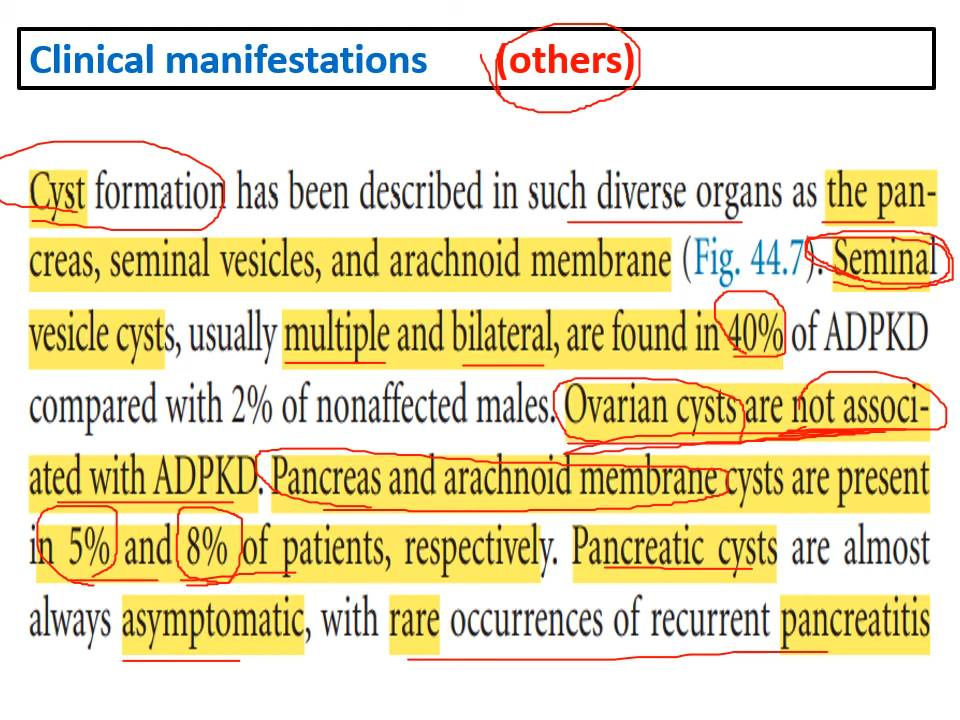 Clinical manifestations (others)
Cyst formation has been described in such diverse organs as the pan-
creas, seminal vesicles, and arachnoid membrane (Fig. 44.7). Seminal
vesicle cysts, usually multiple and bilateral, are found in 40% of ADPKD
compared with 2% of nonaffected males. Ovarian cysts are not associ-
ated with ADPKD. Pancreas and arachnoid membrane cysts are present
in 5% and 8% of patients, respectively. Pancreatic cysts are almost
always asymptomatic, with rare occurrences of recurrent pancreatitis